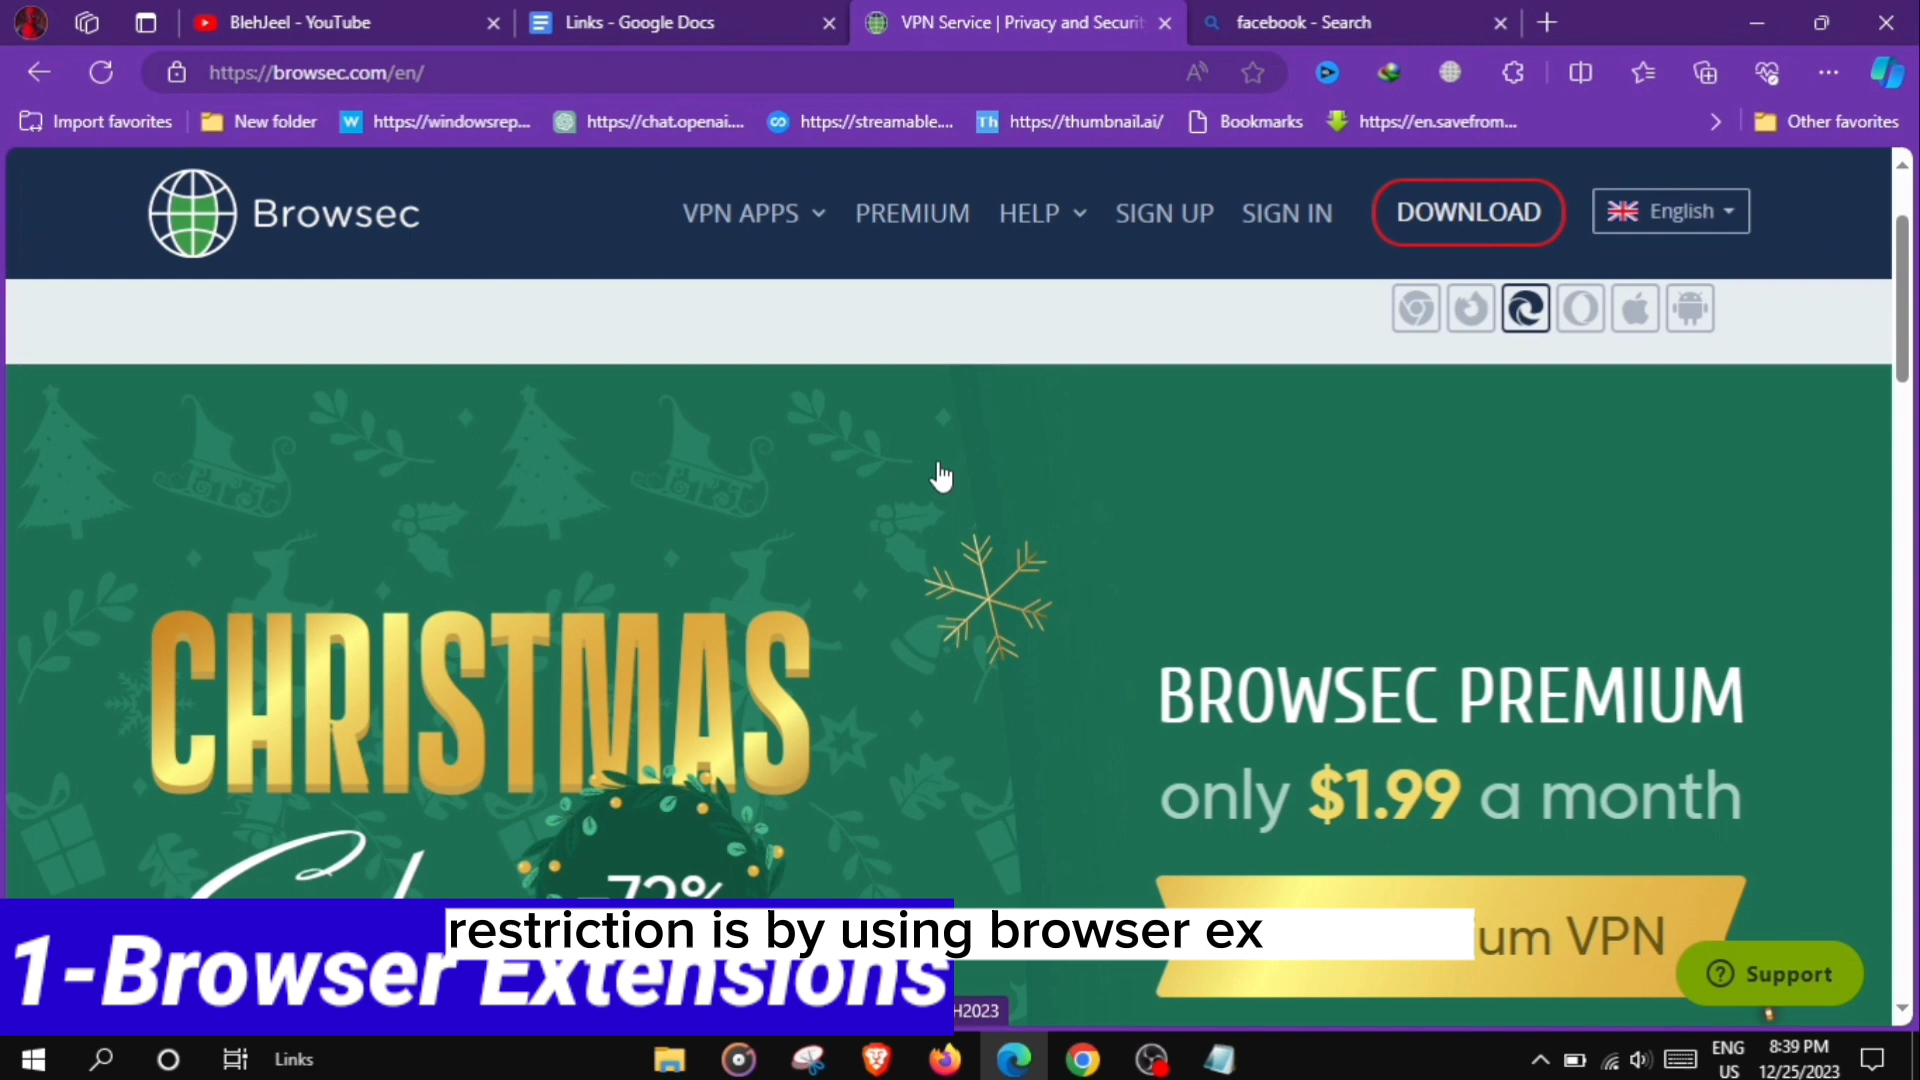 BlehJeel - YouTube
Links - Google Docs
VPN Service | Privacy and Securit
facebook - Search
https://browsec.com/en/
Import favorites
New folder
https://windowsrep...
https://chat.openai....
https://streamable....
Th
https://thumbnail.ai/
Bookmarks
https://en.savefrom...
Other favorites
Browsec
VPN APPS
PREMIUM
HELP
SIGN UP
SIGN IN
DOWNLOAD
English
CHRISTMAS
-72%
BROWSEC PREMIUM
only $1.99 a month
um VPN
restriction is by using browser ex
1-Browser Extensions
H2023
Support
Links
ENG
US
8:39 PM
12/25/2023